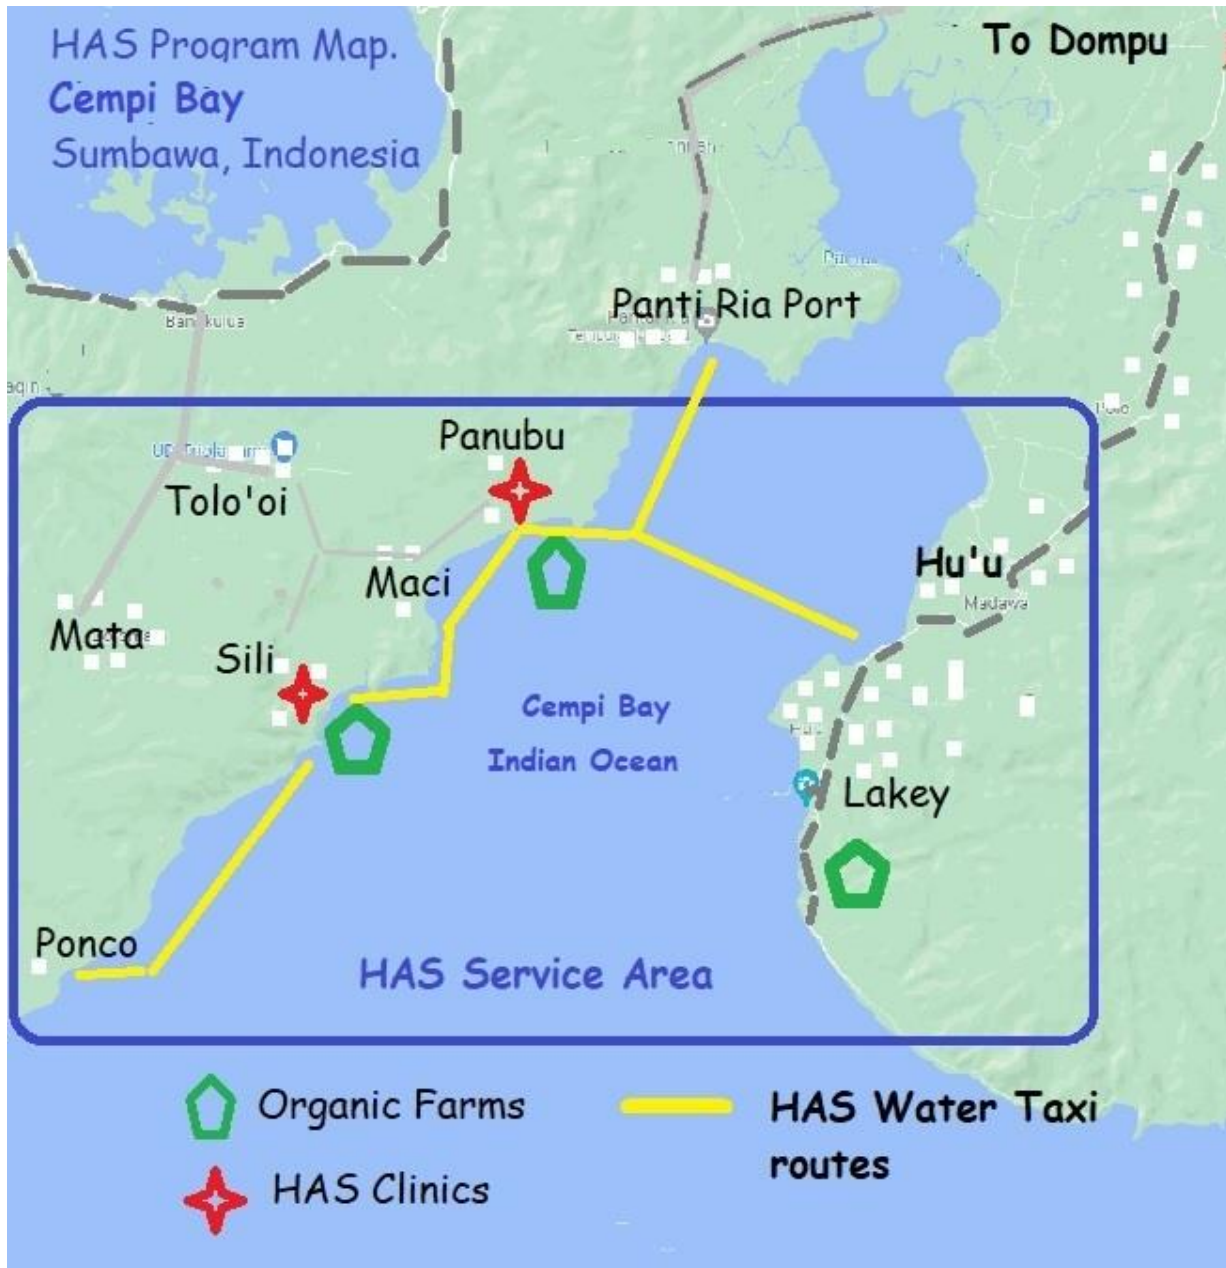 HAS Program Map.
Cempi Bay
Sumbawa, Indonesia
To Dompu
Panti Ria Port
Bangkulua
Panubu
Tolo'oi
Maci
Hu'u
Madawa
Mata
Sili
Cempi Bay
Indian Ocean
Lakey
Ponco
HAS Service Area
Organic Farms
HAS Water Taxi
routes
HAS Clinics